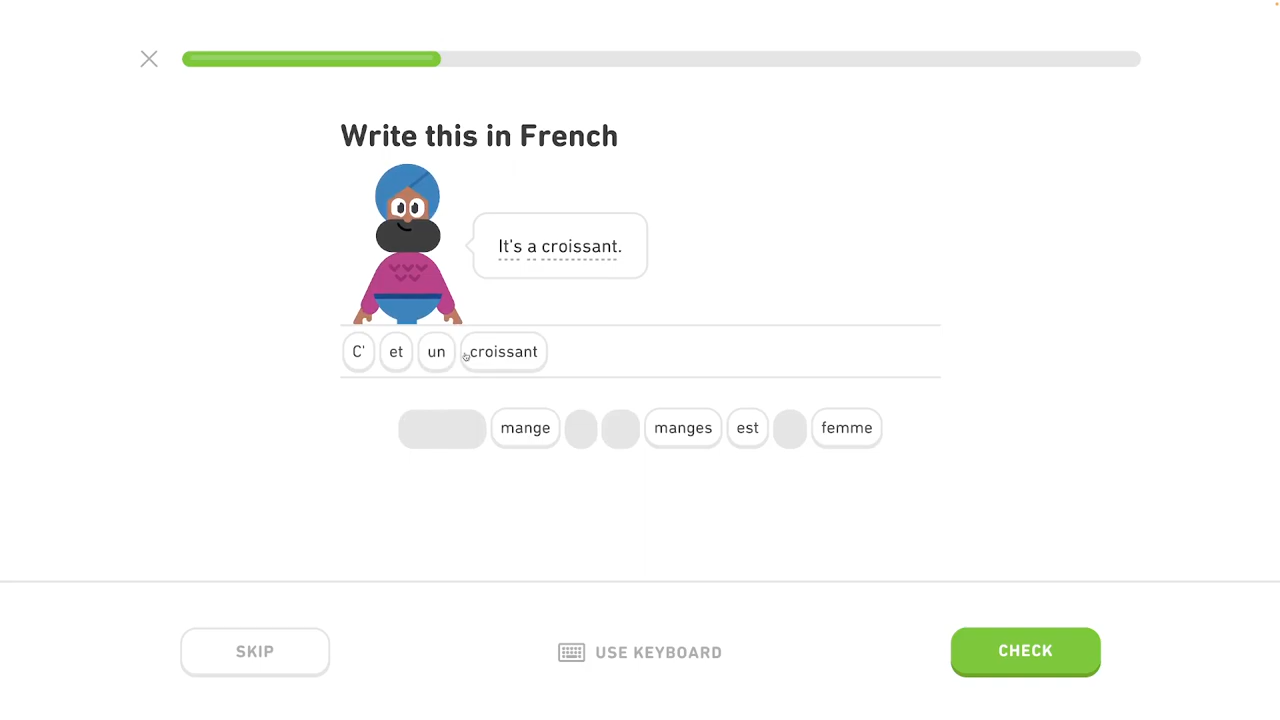 Write this in French
It's a croissant.
C' et un croissant
mange manges est femme
SKIP USE KEYBOARD CHECK